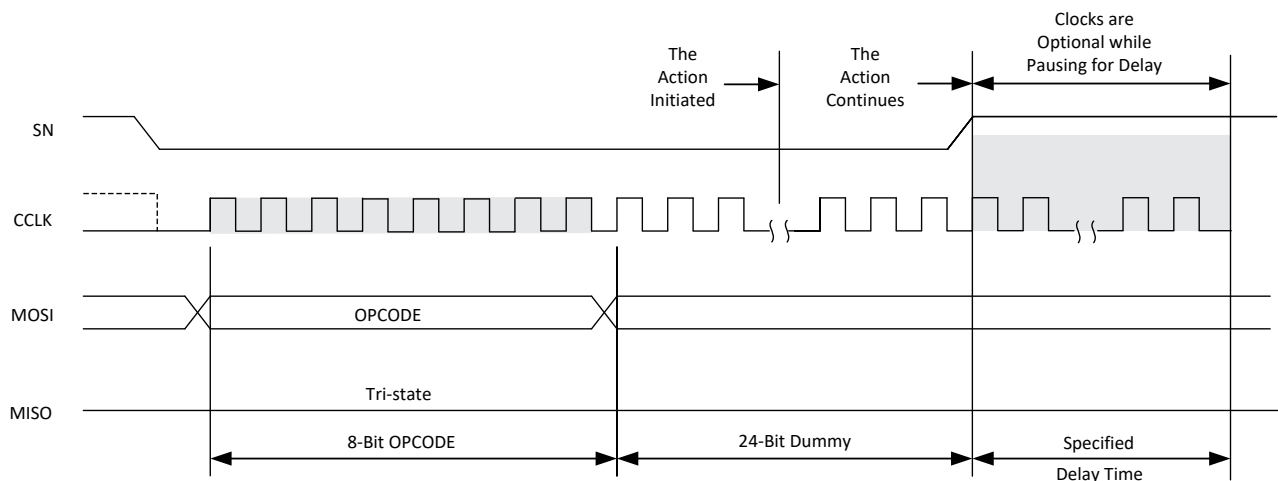 Clocks are
Optional while
Pausing for Delay
The
Action
Initiated
The
Action
Continues
SN
CCLK
MOSI
OPCODE
Tri-state
MISO
8-Bit OPCODE
24-Bit Dummy
Specified
Delay Time